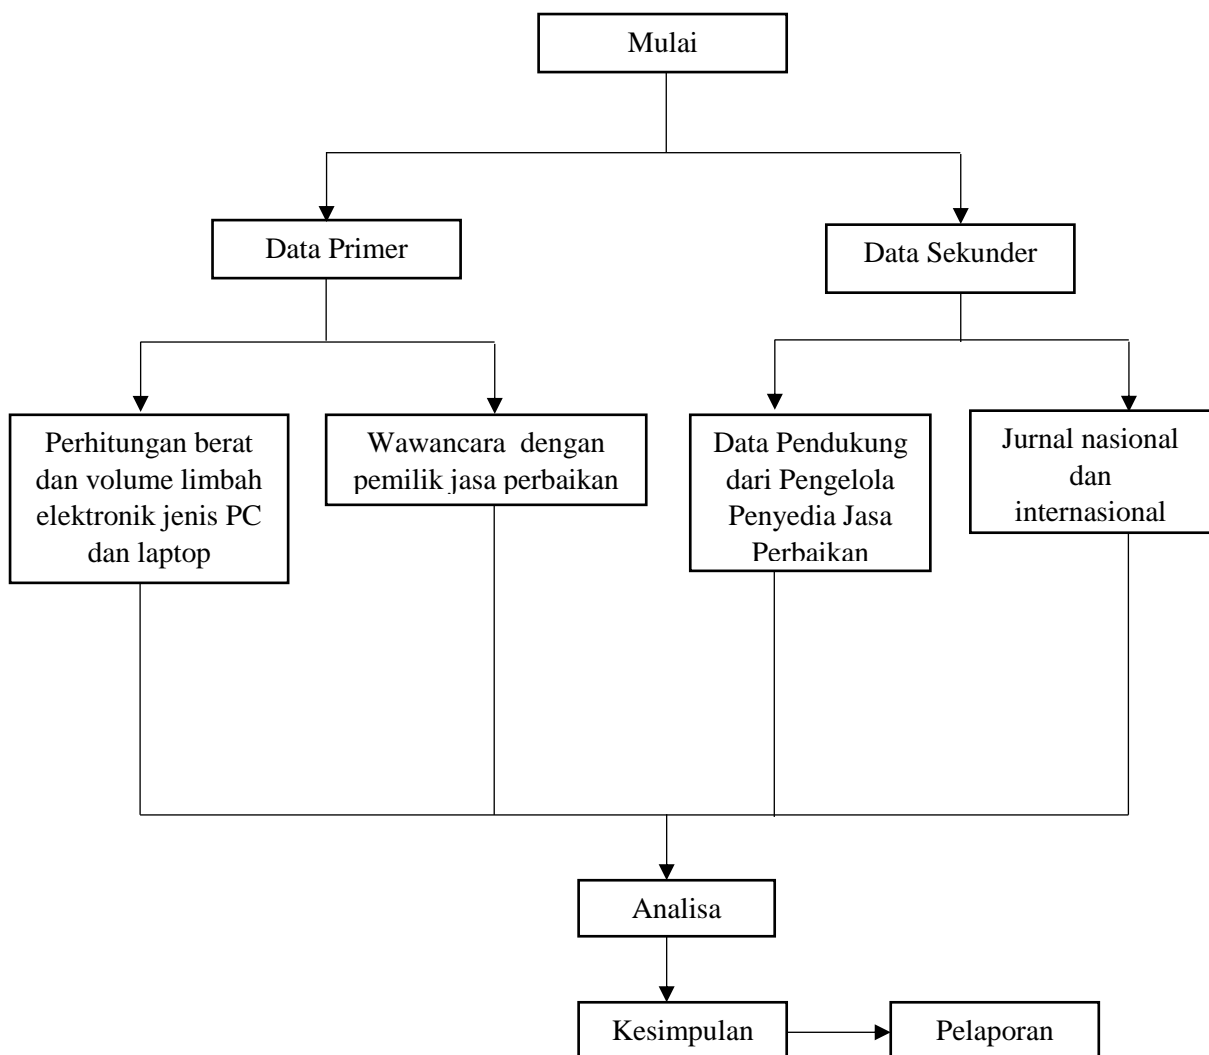 Mulai
Data Primer
Data Sekunder
Perhitungan berat
dan volume limbah
elektronik jenis PC
dan laptop
Wawancara  dengan
pemilik jasa perbaikan
Data Pendukung
dari Pengelola
Penyedia Jasa
Perbaikan
Jurnal nasional
dan
internasional
Analisa
Kesimpulan
Pelaporan